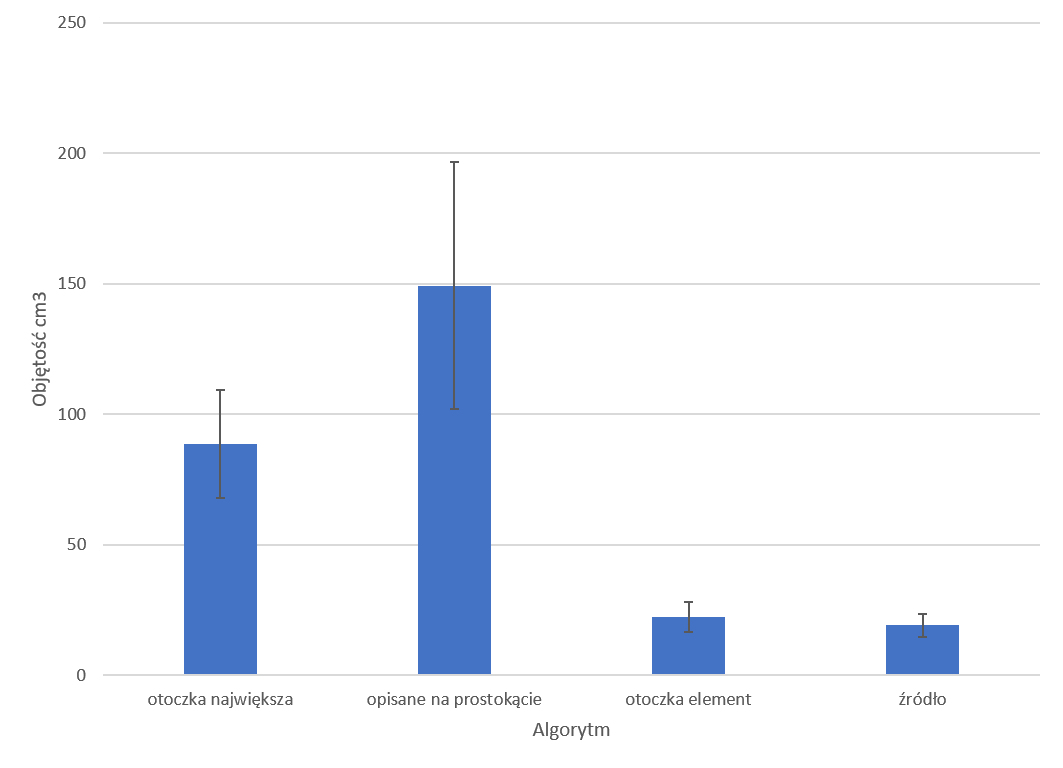 250
200
150
100
50
0
Objętość cm3
otoczka największa
opisane na prostokącie
otoczka element
źródło
Algorytm